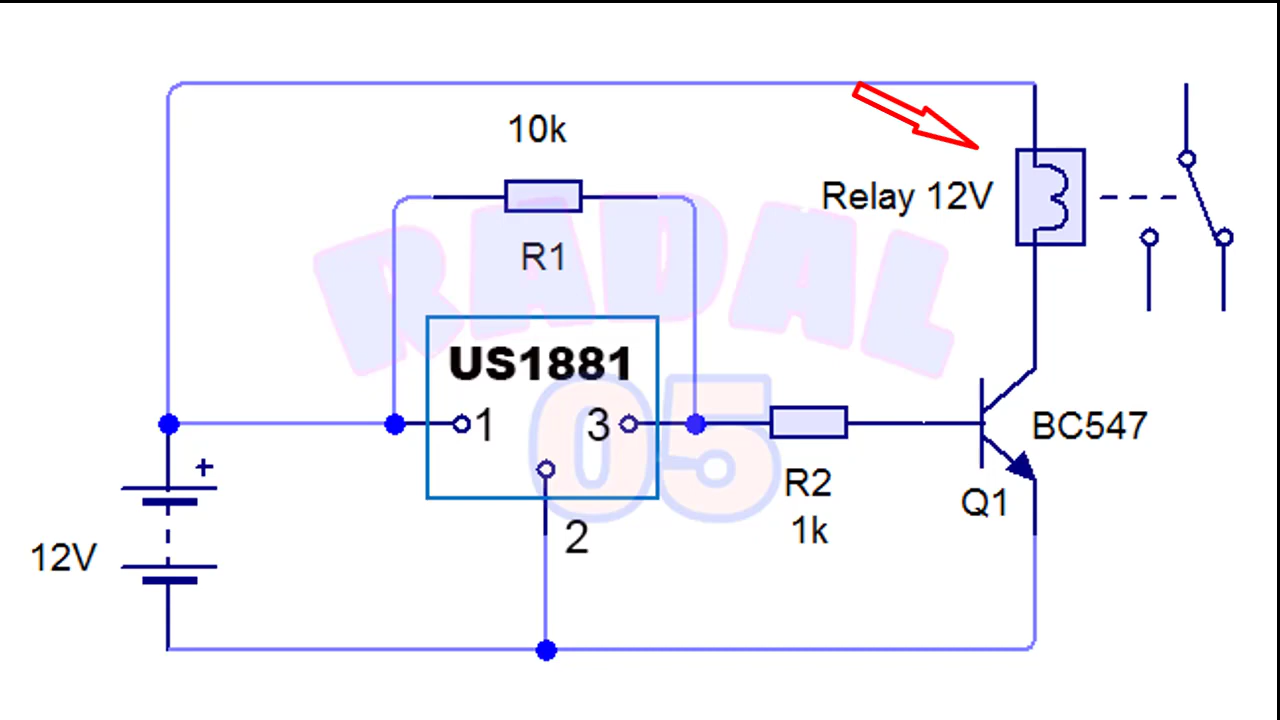 10k
R1
Relay 12V
RADAL
05
US1881
1
3
2
R2
1k
BC547
Q1
+
12V